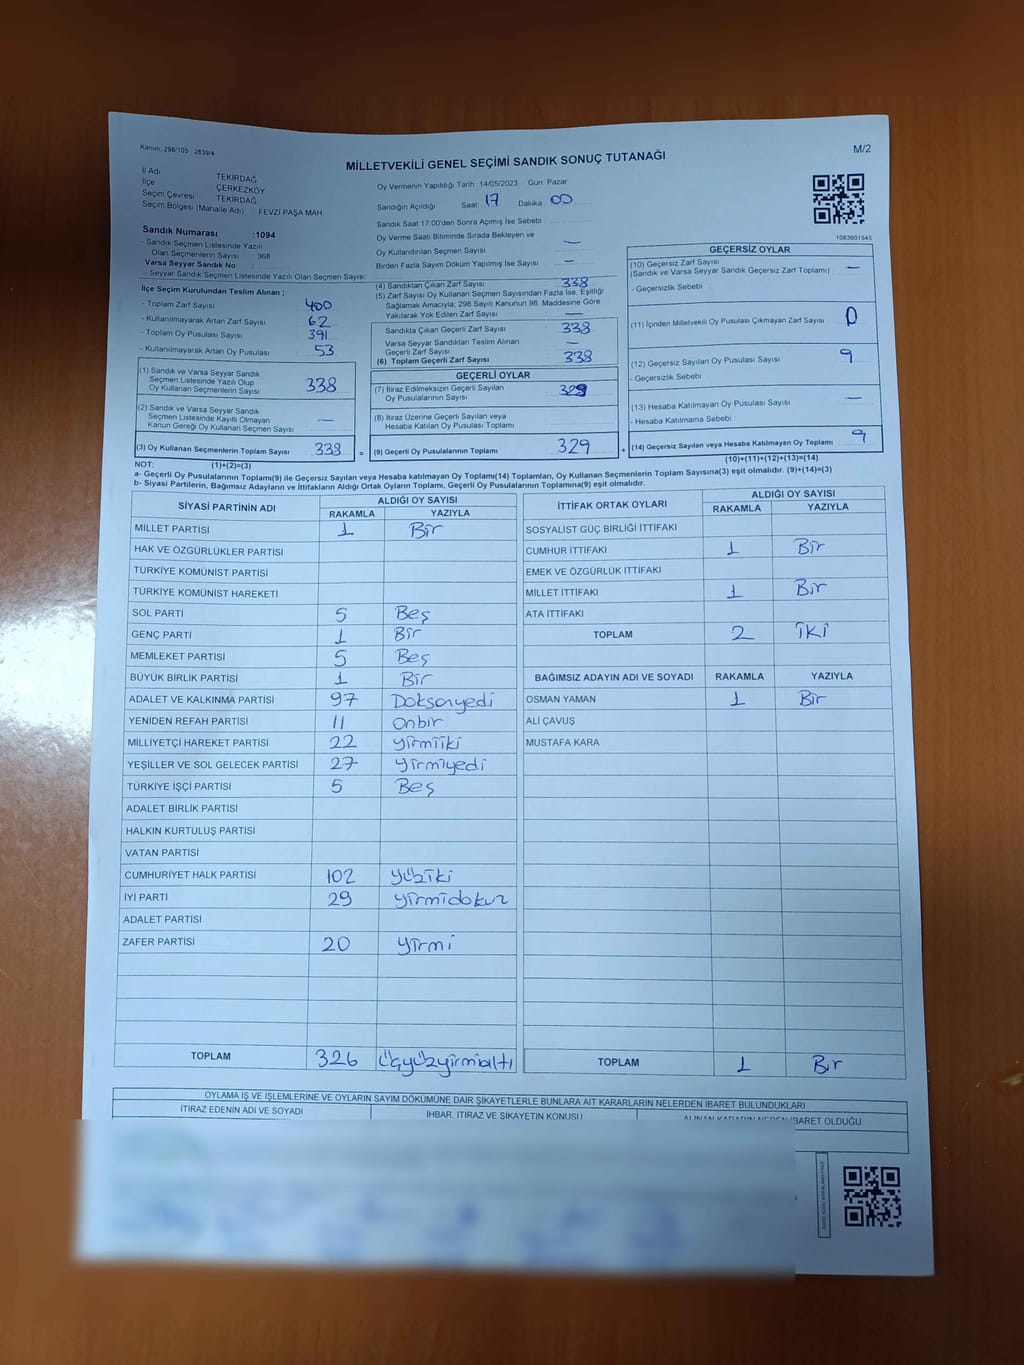 Kanun: 298/105 : 2839/4
MİLLETVEKİLİ GENEL SEÇİMİ SANDIK SONUÇ TUTANAĞI
M/2
İl Adı TEKİRDAĞ
İlçe ÇERKEZKÖY
Seçim Çevresi TEKİRDAĞ
Seçim Bölgesi (Mahalle Adı) FEVZİ PAŞA MAH
Oy Vermenin Yapıldığı Tarih :14/05/2023 Gün: Pazar
Sandığın Açıldığı Saat 17 Dakika 00
Sandık Saat 17:00'den Sonra Açımış İse Sebebi
Oy Verme Saati Bitiminde Sırada Bekleyen ve
Oy Kullandırılan Seçmen Sayısı —
Birden Fazla Sayım Döküm Yapılmış İse Sayısı —
1083601545
Sandık Numarası :1094
- Sandık Seçmen Listesinde Yazılı
Olan Seçmenlerin Sayısı : 368
Varsa Seyyar Sandık No :
- Seyyar Sandık Seçmen Listesinde Yazılı Olan Seçmen Sayısı:
İlçe Seçim Kurulundan Teslim Alınan ;
- Toplam Zarf Sayısı 400
- Kullanılmayarak Artan Zarf Sayısı 62
- Toplam Oy Pusulası Sayısı 391
- Kullanılmayarak Artan Oy Pusulası 53
(1) Sandık ve Varsa Seyyar Sandık
Seçmen Listesinde Yazılı Olup
Oy Kullanan Seçmenlerin Sayısı 338
(2) Sandık ve Varsa Seyyar Sandık
Seçmen Listesinde Kayıtlı Olmayan
Kanun Gereği Oy Kullanan Seçmen Sayısı —
(3) Oy Kullanan Seçmenlerin Toplam Sayısı 338 =
(4) Sandıktan Çıkan Zarf Sayısı 338
(5) Zarf Sayısı Oy Kullanan Seçmen Sayısından Fazla İse, Eşitliği
Sağlamak Amacıyla, 298 Sayılı Kanunun 98. Maddesine Göre
Yakılarak Yok Edilen Zarf Sayısı —
Sandıkta Çıkan Geçerli Zarf Sayısı 338
Varsa Seyyar Sandıktan Teslim Alınan
Geçerli Zarf Sayısı —
(6) Toplam Geçerli Zarf Sayısı 338
GEÇERLİ OYLAR
(7) İtiraz Edilmeksizin Geçerli Sayılan
Oy Pusulalarının Sayısı 329
(8) İtiraz Üzerine Geçerli Sayılan veya
Hesaba Katılan Oy Pusulası Toplamı
(9) Geçerli Oy Pusulalarının Toplamı 329 +
GEÇERSİZ OYLAR
(10) Geçersiz Zarf Sayısı
(Sandık ve Varsa Seyyar Sandık Geçersiz Zarf Toplamı) —
- Geçersizlik Sebebi
(11) İçinden Milletvekili Oy Pusulası Çıkmayan Zarf Sayısı 0
(12) Geçersiz Sayılan Oy Pusulası Sayısı 9
- Geçersizlik Sebebi :
(13) Hesaba Katılmayan Oy Pusulası Sayısı —
- Hesaba Katılmama Sebebi :
(14) Geçersiz Sayılan veya Hesaba Katılmayan Oy Toplamı 9
NOT: (1)+(2)=(3)
(10)+(11)+(12)+(13)=(14)
a- Geçerli Oy Pusulalarının Toplamı(9) ile Geçersiz Sayılan veya Hesaba katılmayan Oy Toplamı(14) Toplamları, Oy Kullanan Seçmenlerin Toplam Sayısına(3) eşit olmalıdır. (9)+(14)=(3)
b- Siyasi Partilerin, Bağımsız Adayların ve İttifakların Aldığı Ortak Oyların Toplamı, Geçerli Oy Pusulalarının Toplamına(9) eşit olmalıdır.
SİYASİ PARTİNİN ADI ALDIĞI OY SAYISI
RAKAMLA YAZIYLA
MİLLET PARTİSİ 1 Bir
HAK VE ÖZGÜRLÜKLER PARTİSİ
TÜRKİYE KOMÜNİST PARTİSİ
TÜRKİYE KOMÜNİST HAREKETİ
SOL PARTİ 5 Beş
GENÇ PARTİ 1 Bir
MEMLEKET PARTİSİ 5 Beş
BÜYÜK BİRLİK PARTİSİ 1 Bir
ADALET VE KALKINMA PARTİSİ 97 Doksanyedi
YENİDEN REFAH PARTİSİ 11 onbir
MİLLİYETÇİ HAREKET PARTİSİ 22 yirmiiki
YEŞİLLER VE SOL GELECEK PARTİSİ 27 yirmiyedi
TÜRKİYE İŞÇİ PARTİSİ 5 Beş
ADALET BİRLİK PARTİSİ
HALKIN KURTULUŞ PARTİSİ
VATAN PARTİSİ
CUMHURİYET HALK PARTİSİ 102 yüziki
İYİ PARTİ 29 yirmidokuz
ADALET PARTİSİ
ZAFER PARTİSİ 20 yirmi
TOPLAM 326 üçyüzyirmialtı
İTTİFAK ORTAK OYLARI ALDIĞI OY SAYISI
RAKAMLA YAZIYLA
SOSYALİST GÜÇ BİRLİĞİ İTTİFAKI
CUMHUR İTTİFAKI 1 Bir
EMEK VE ÖZGÜRLÜK İTTİFAKI
MİLLET İTTİFAKI 1 Bir
ATA İTTİFAKI
TOPLAM 2 iki
BAĞIMSIZ ADAYIN ADI VE SOYADI RAKAMLA YAZIYLA
OSMAN YAMAN 1 Bir
ALİ ÇAVUŞ
MUSTAFA KARA
TOPLAM 1 Bir
OYLAMA İŞ VE İŞLEMLERİNE VE OYLARIN SAYIM DÖKÜMÜNE DAİR ŞİKAYETLERLE BUNLARA AİT KARARLARIN NELERDEN İBARET BULUNDUKLARI
İTİRAZ EDENİN ADI VE SOYADI İHBAR, İTİRAZ VE ŞİKAYETİN KONUSU ALINAN KARARIN NEDEN İBARET OLDUĞU